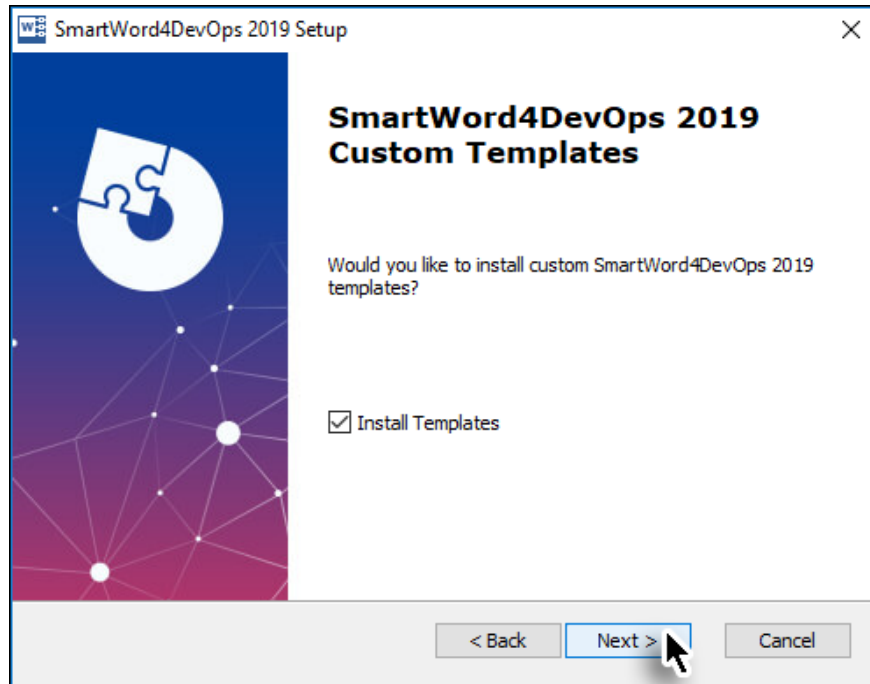 SmartWord4DevOps 2019 Setup
SmartWord4DevOps 2019
Custom Templates
Would you like to install custom SmartWord4DevOps 2019
templates?
Install Templates
< Back Next > Cancel